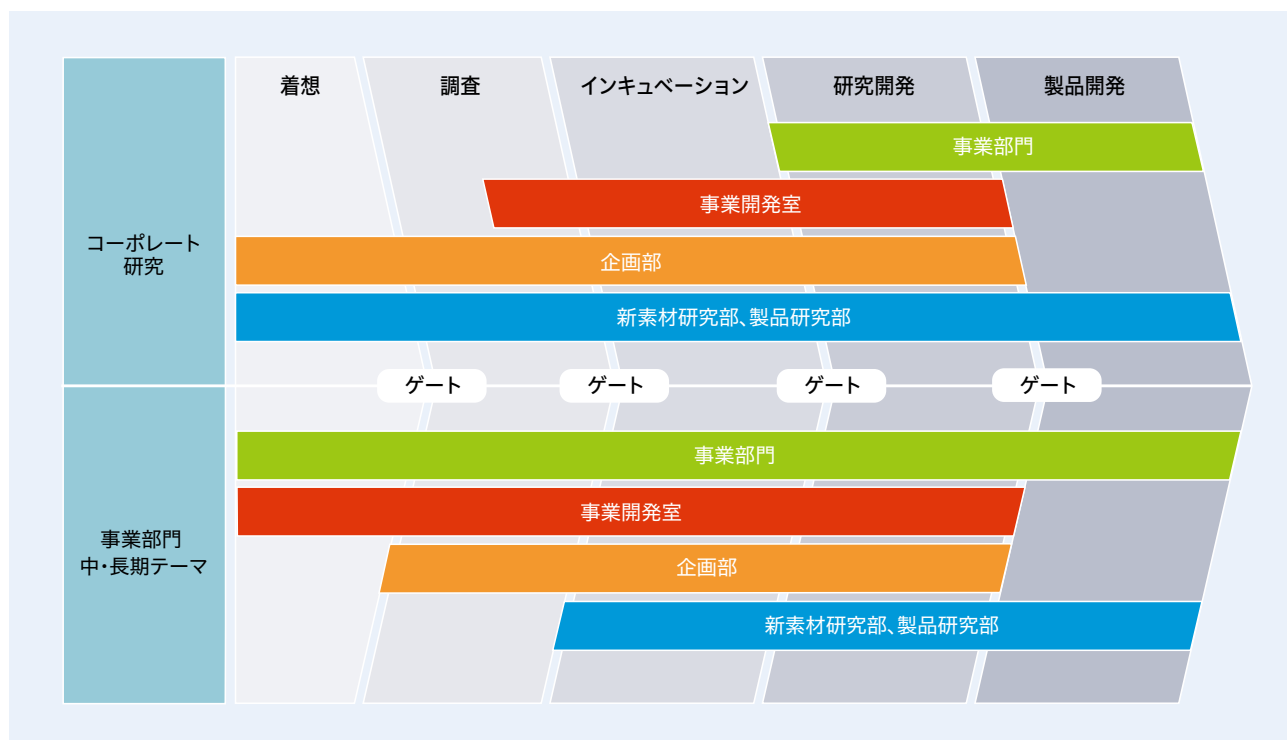 着想
調査
インキュベーション
研究開発
製品開発
コーポレート
研究
事業部門
事業開発室
企画部
新素材研究部、製品研究部
ゲート
ゲート
ゲート
ゲート
事業部門
中・長期テーマ
事業部門
事業開発室
企画部
新素材研究部、製品研究部